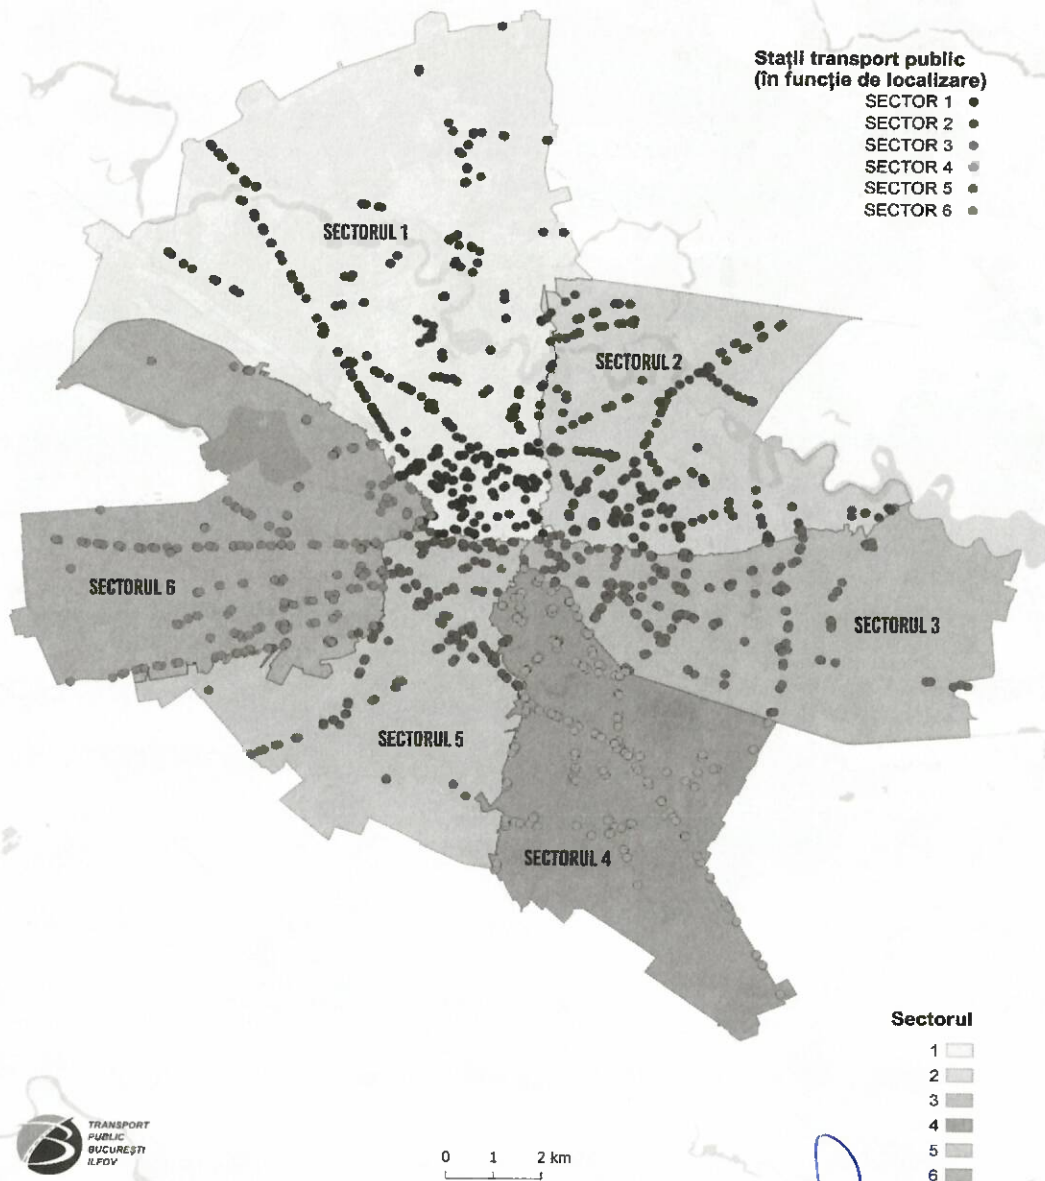 Stații transport public
(în funcție de localizare)
SECTOR 1
SECTOR 2
SECTOR 3
SECTOR 4
SECTOR 5
SECTOR 6
SECTORUL 1
SECTORUL 2
SECTORUL 6
SECTORUL 3
SECTORUL 5
SECTORUL 4
Sectorul
1
2
3
4
5
6
TRANSPORT
PUBLIC
BUCUREȘTI
ILFOV
0 1 2 km